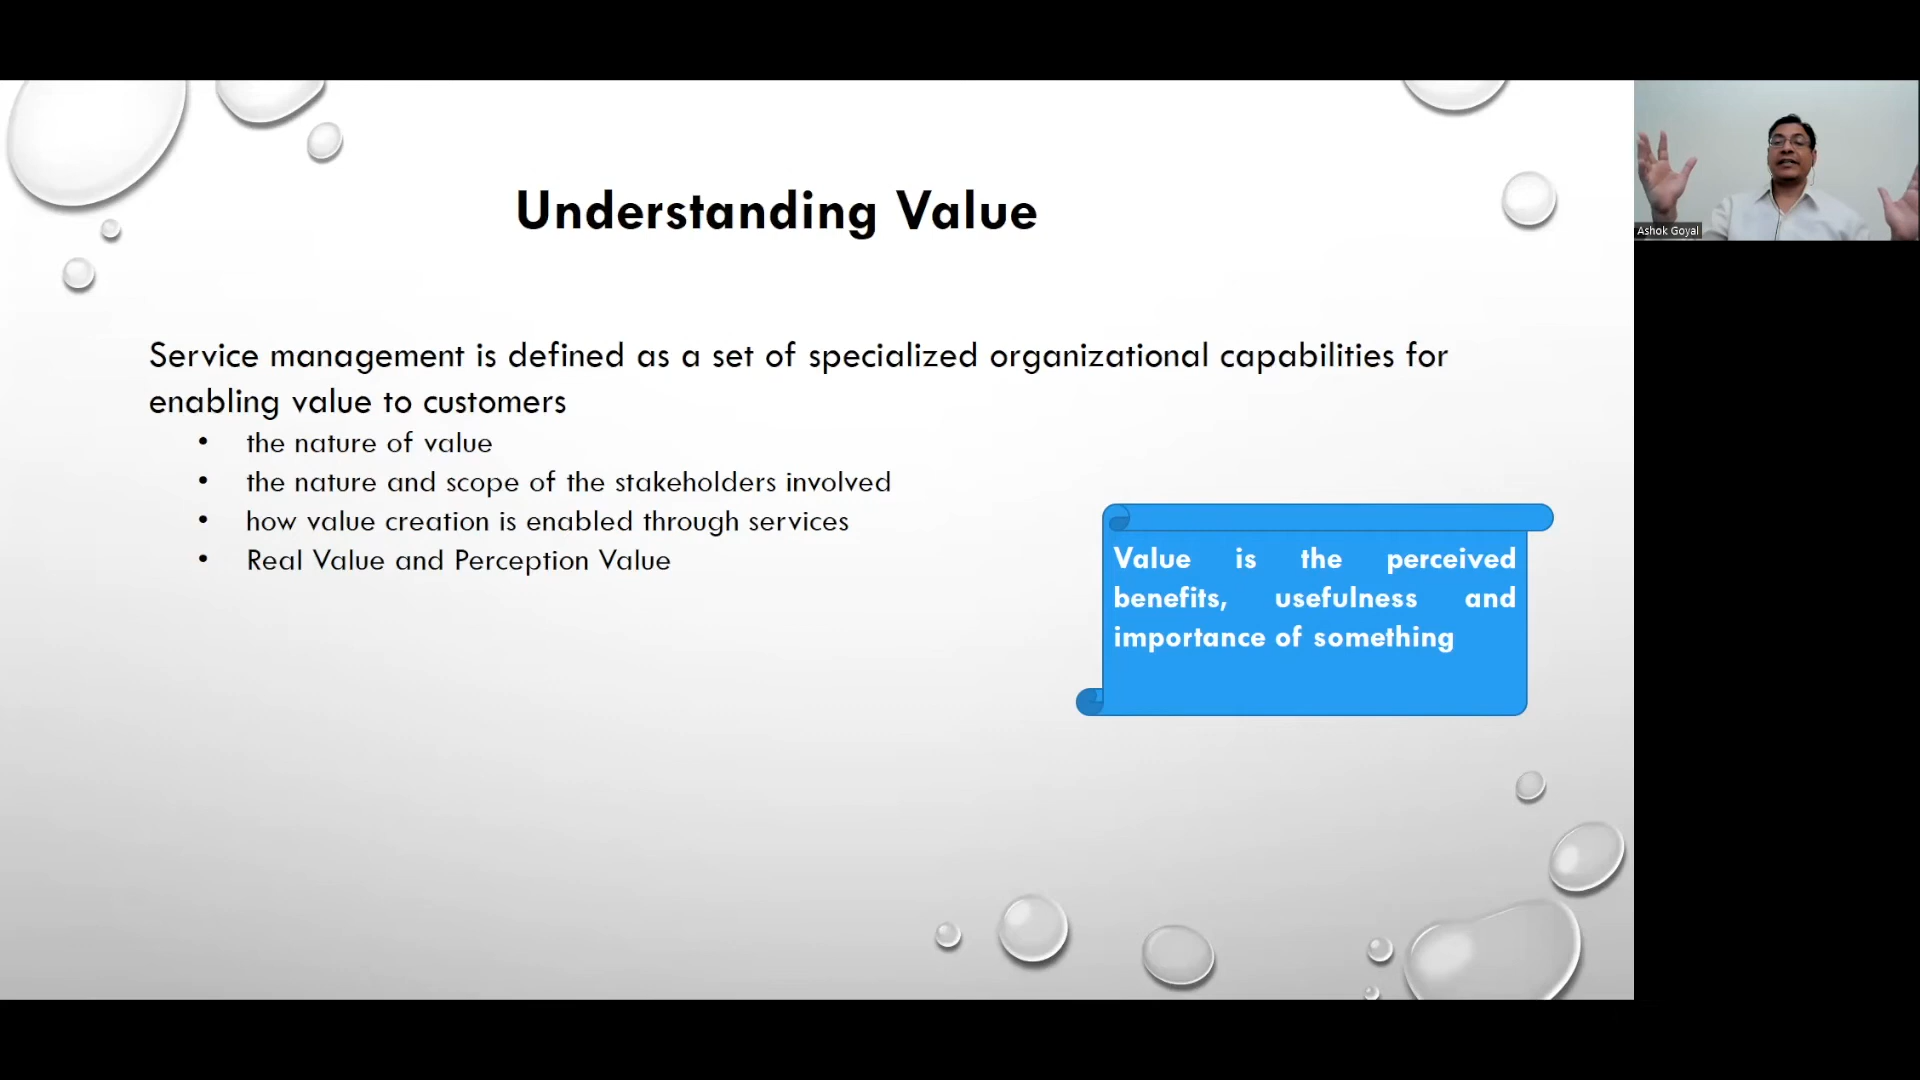 Understanding Value
Service management is defined as a set of specialized organizational capabilities for
enabling value to customers
• the nature of value
• the nature and scope of the stakeholders involved
• how value creation is enabled through services
• Real Value and Perception Value
Value is the perceived
benefits, usefulness and
importance of something
Ashok Goyal